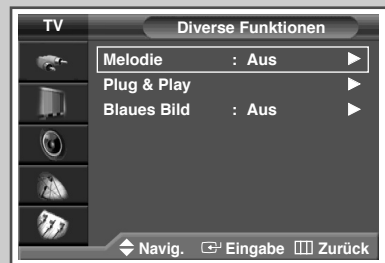 TV
Diverse Funktionen
Melodie : Aus
Plug & Play
Blaues Bild : Aus
Navig. Eingabe Zurück